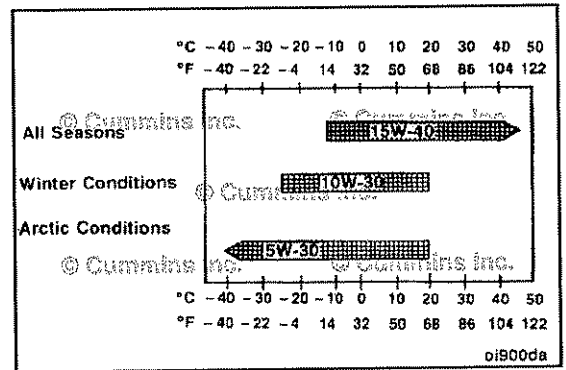 °C -40 -30 -20 -10 0 10 20 30 40 50
°F -40 -22 -4 14 32 50 68 86 104 122
© Cummins Inc. © Cummins Inc.
All Seasons 15W-40
Winter Conditions 10W-30
© Cummins Inc.
Arctic Conditions
5W-30
© Cummins Inc. © Cummins Inc.
°C -40 -30 -20 -10 0 10 20 30 40 50
°F -40 -22 -4 14 32 50 68 86 104 122
oi900da